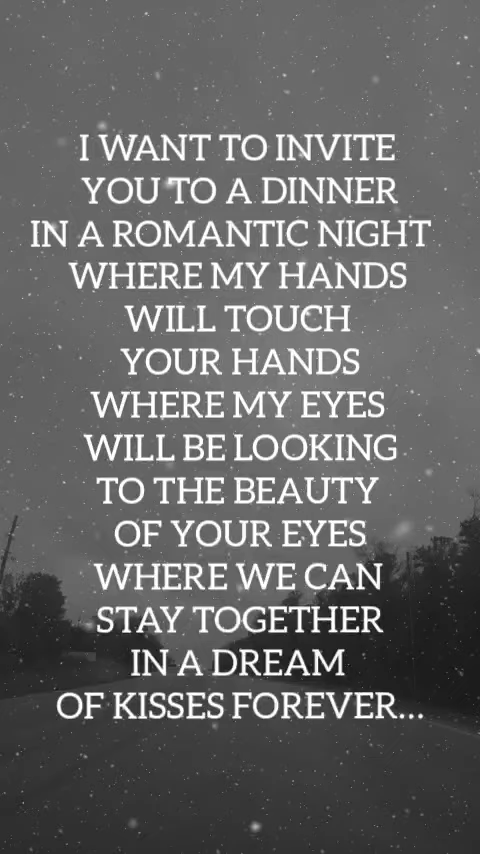 I WANT TO INVITE
YOU TO A DINNER
IN A ROMANTIC NIGHT
WHERE MY HANDS
WILL TOUCH
YOUR HANDS
WHERE MY EYES
WILL BE LOOKING
TO THE BEAUTY
OF YOUR EYES
WHERE WE CAN
STAY TOGETHER
IN A DREAM
OF KISSES FOREVER...